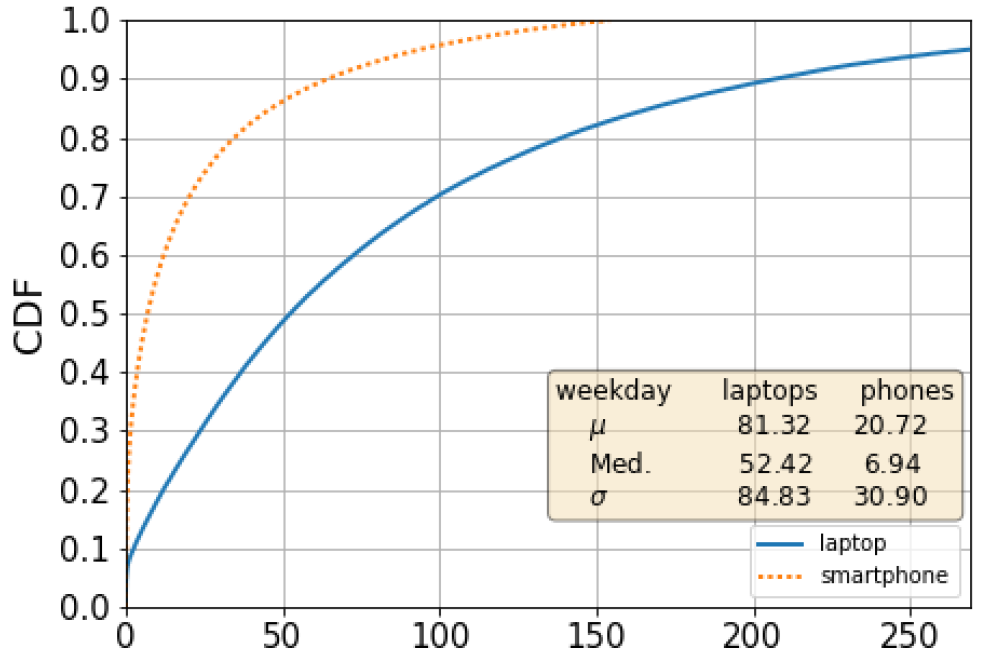 1.0
0.9
0.8
0.7
0.6
0.5
0.4
0.3
0.2
0.1
0.0
CDF
weekday laptops phones
μ 81.32 20.72
Med. 52.42 6.94
σ 84.83 30.90
laptop
smartphone
0 50 100 150 200 250